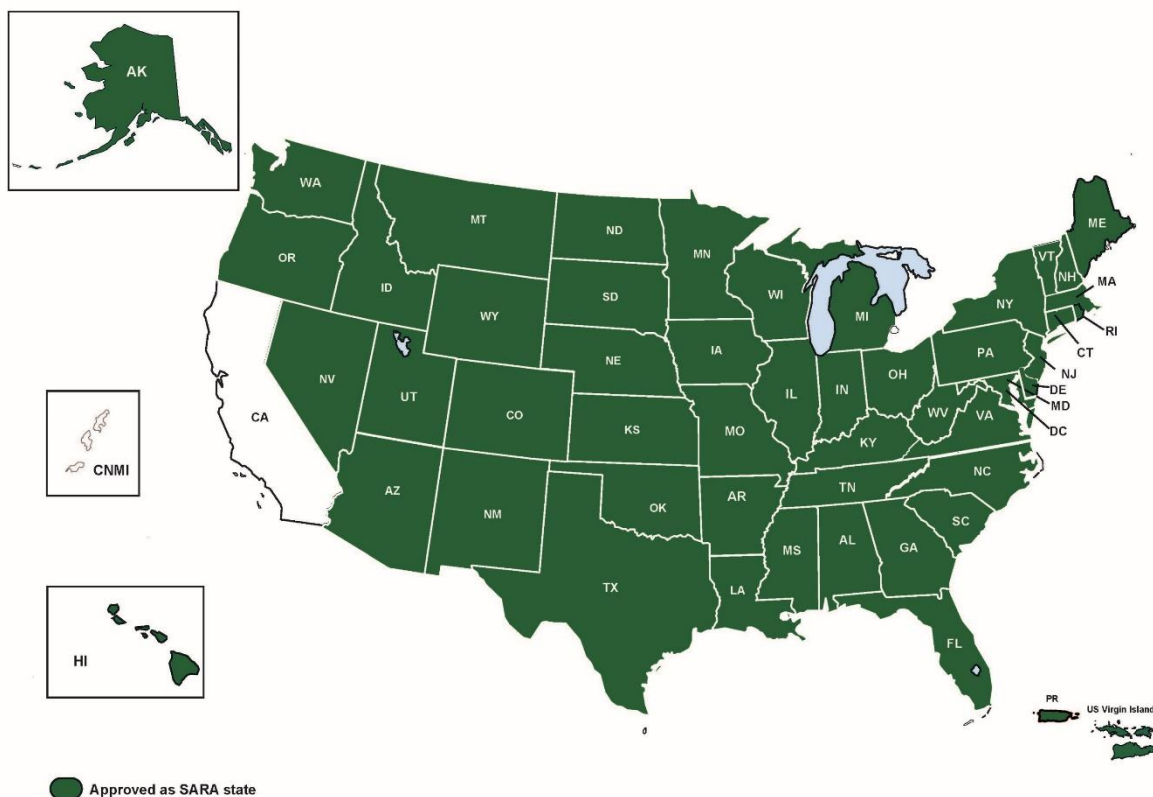 AK
WA
MT
ND
MN
ME
VT
NH
OR
ID
WY
SD
WI
MI
NY
MA
RI
CT
NJ
PA
DE
MD
DC
CA
NV
UT
CO
NE
IA
IL
IN
OH
WV
VA
KS
MO
KY
NC
CNMI
AZ
NM
OK
AR
TN
SC
MS
AL
GA
TX
LA
HI
FL
PR
US Virgin Island
Approved as SARA state